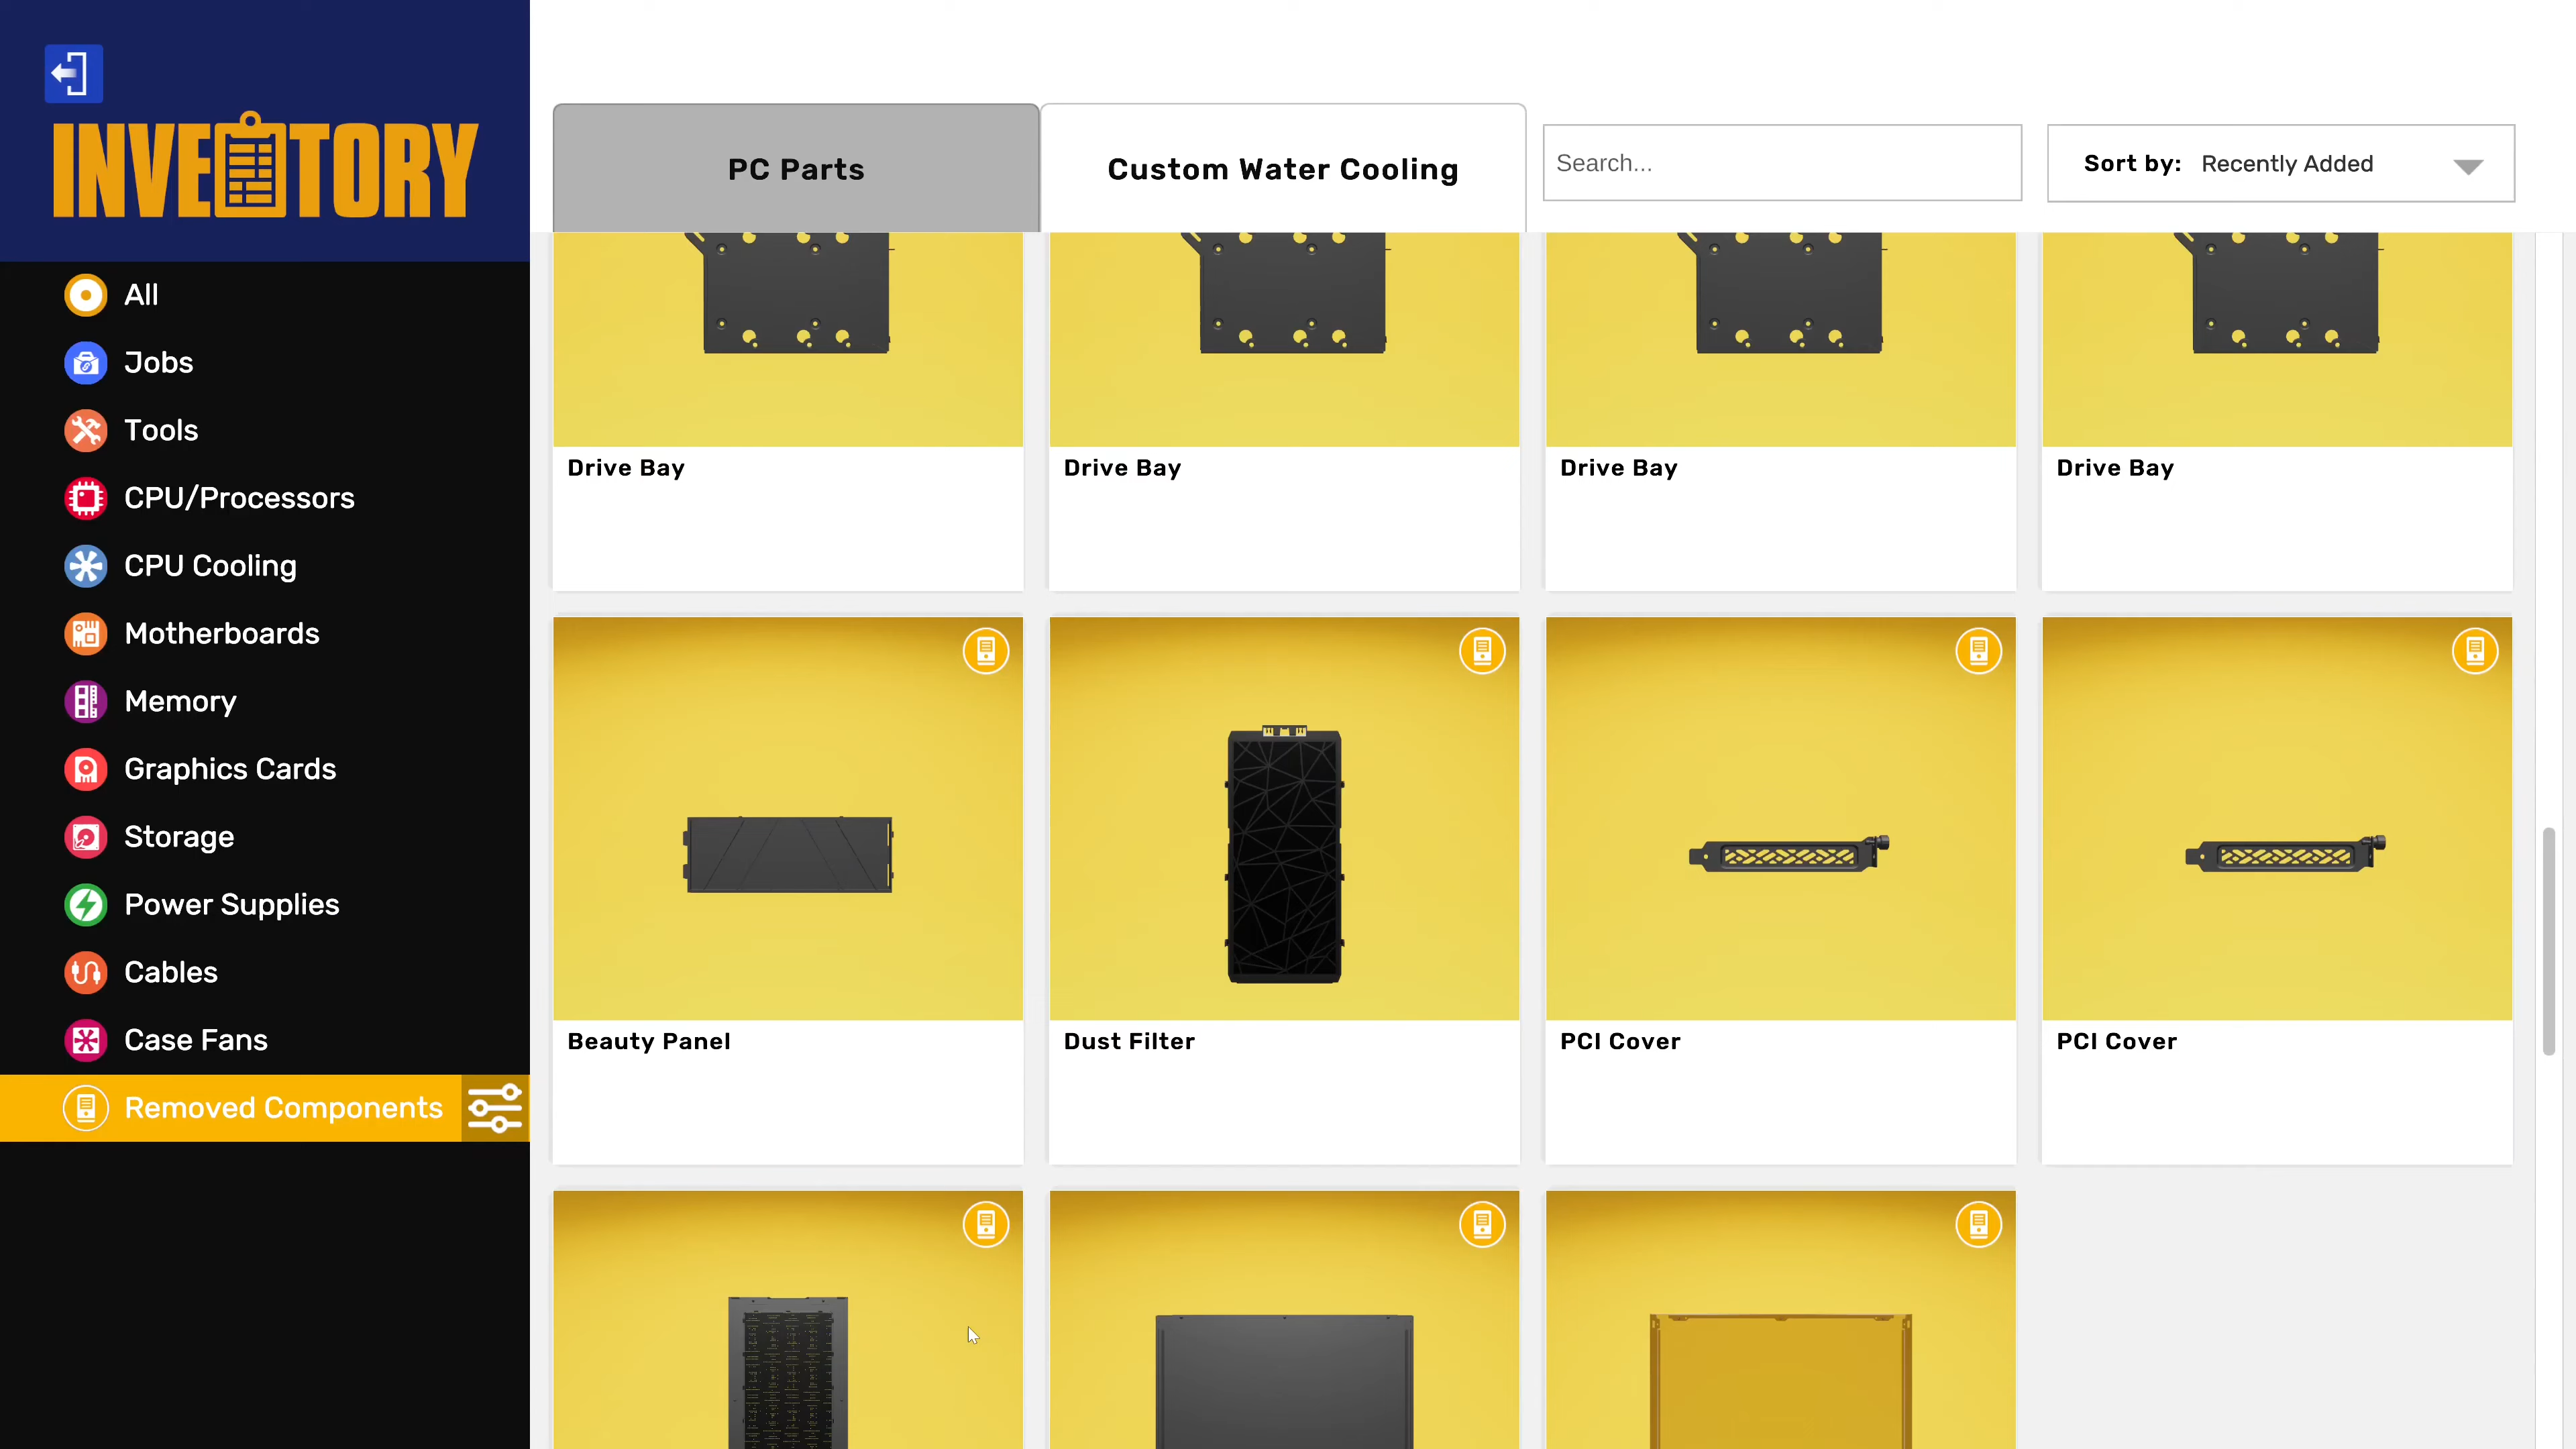 INVENTORY
PC Parts
Custom Water Cooling
Search...
Sort by: Recently Added
All
Jobs
Tools
CPU/Processors
CPU Cooling
Motherboards
Memory
Graphics Cards
Storage
Power Supplies
Cables
Case Fans
Removed Components
Drive Bay
Drive Bay
Drive Bay
Drive Bay
Beauty Panel
Dust Filter
PCI Cover
PCI Cover